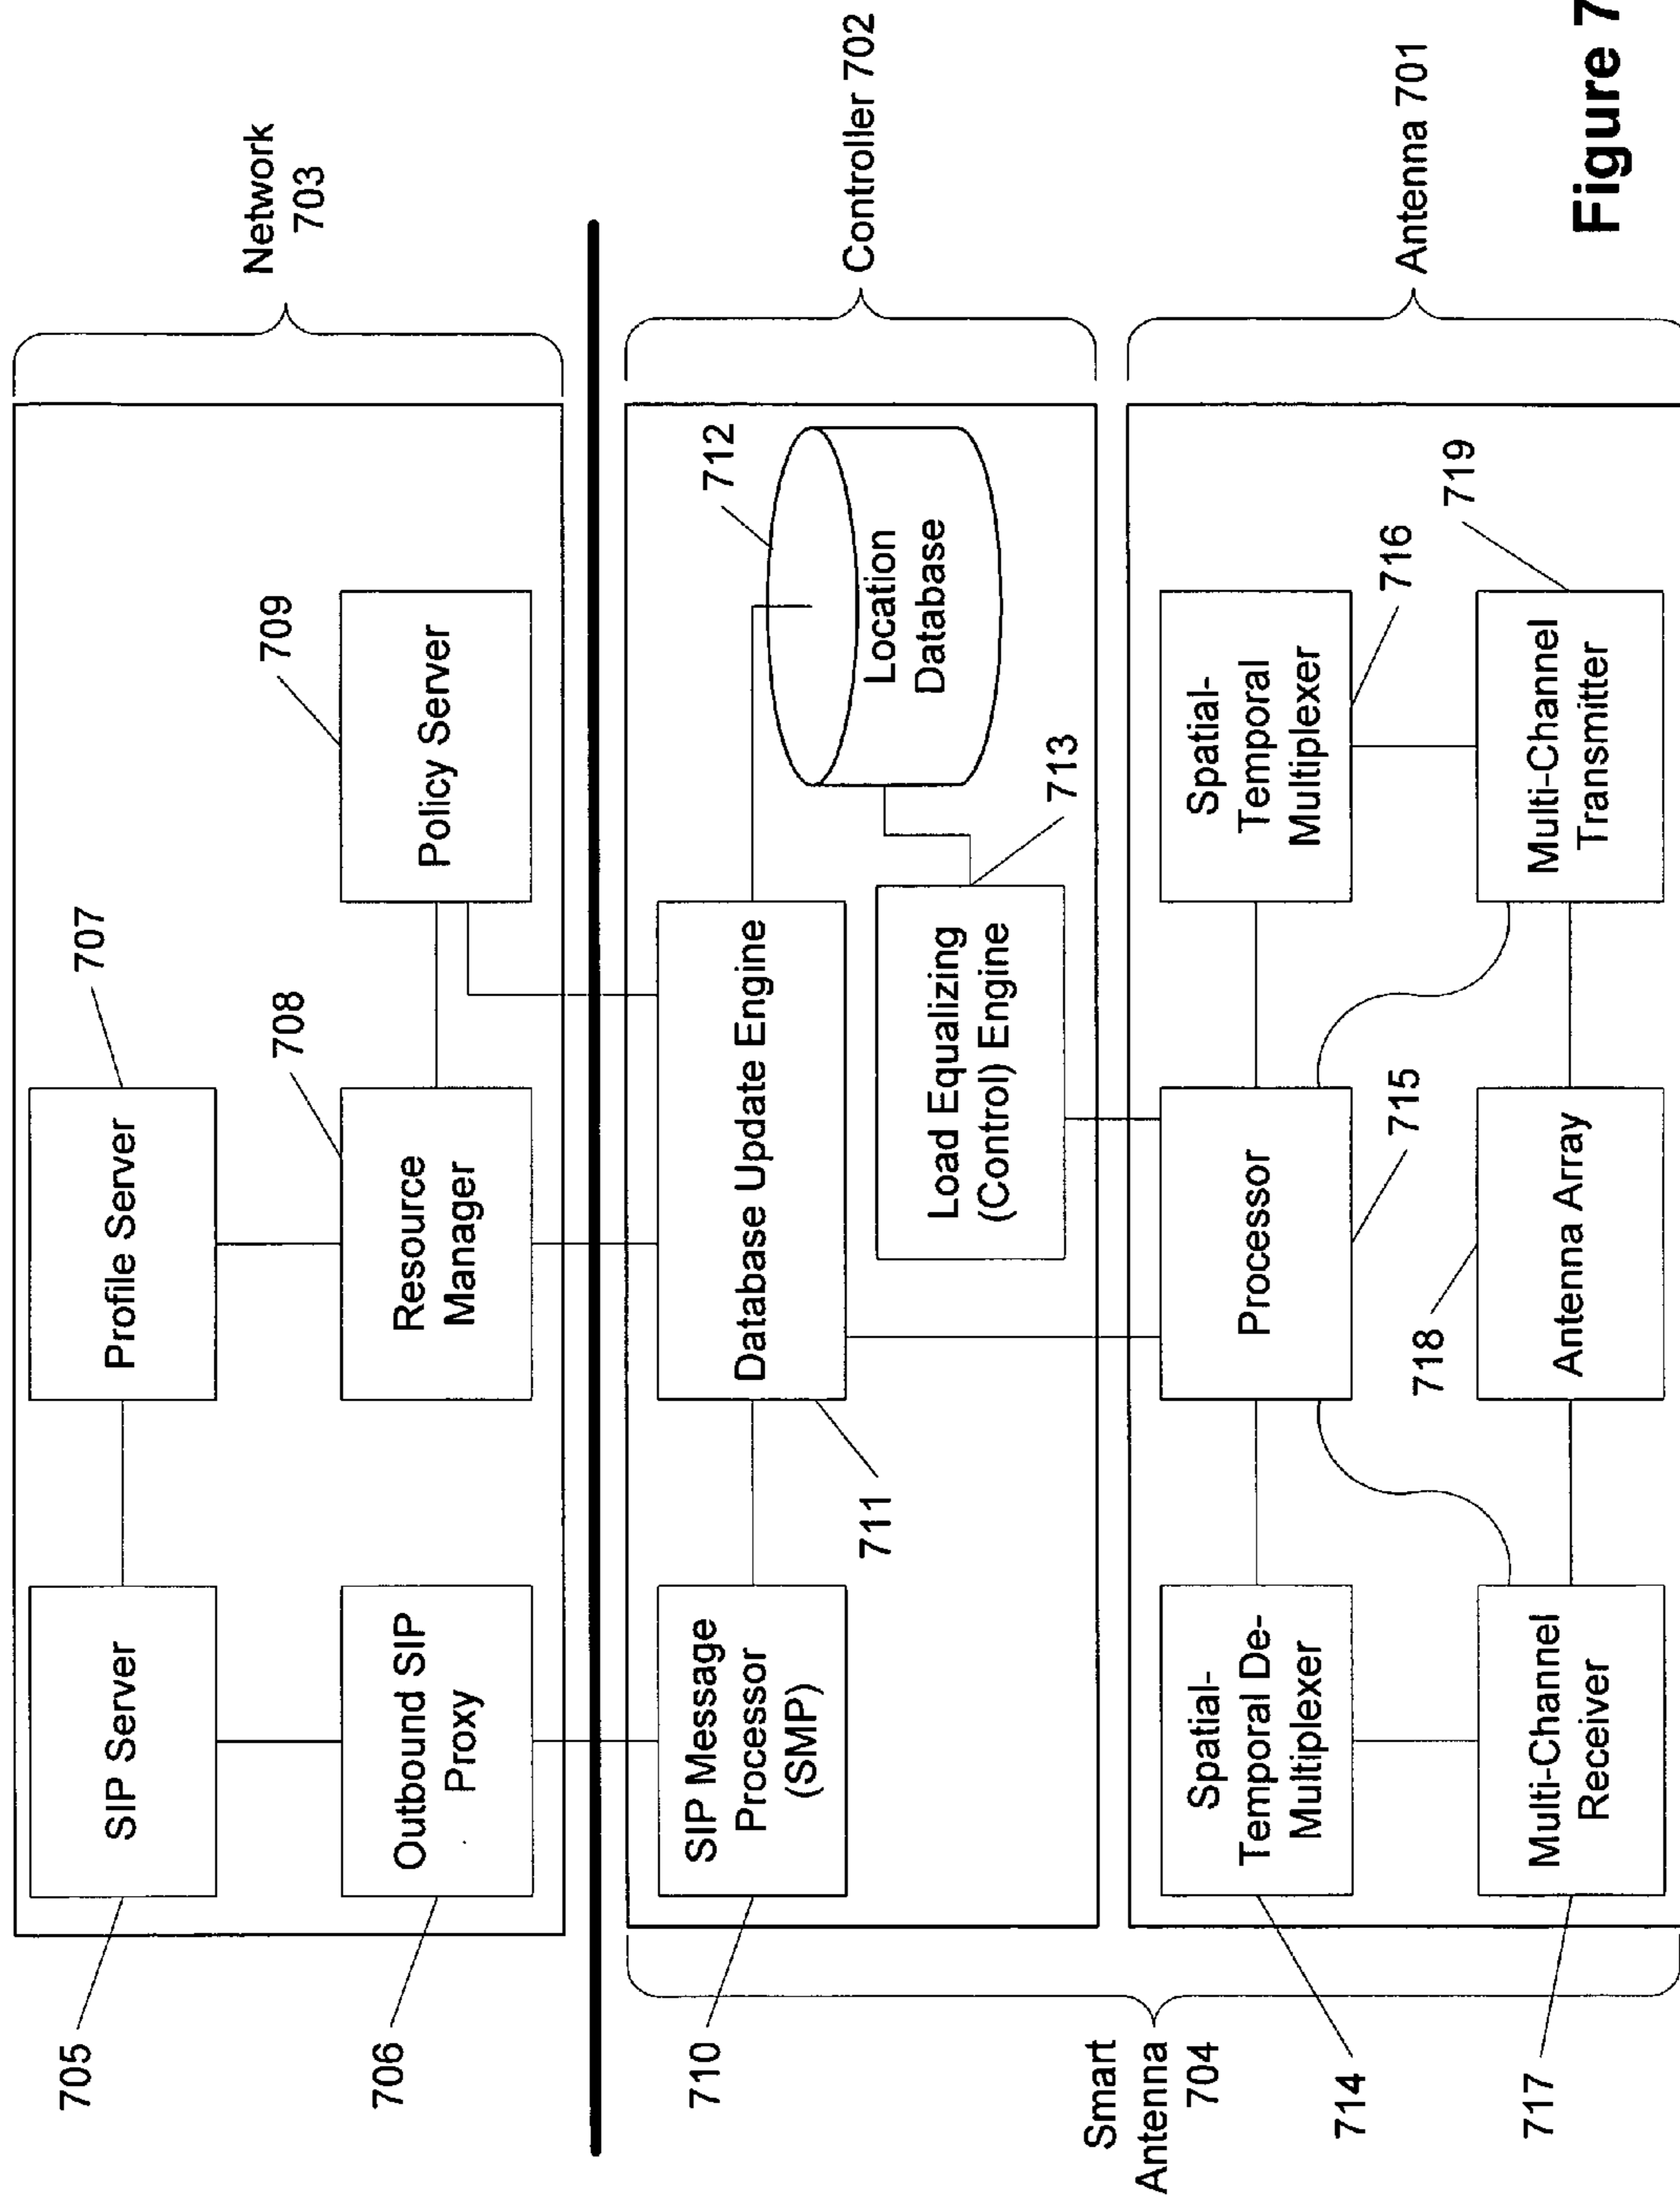 Network
703
705
SIP Server
707
Profile Server
706
Outbound SIP
Proxy
708
Resource
Manager
709
Policy Server
Controller 702
710
SIP Message
Processor
(SMP)
711
Database Update Engine
712
Location
Database
713
Load Equalizing
(Control) Engine
Smart
Antenna
704
Antenna 701
714
Spatial-
Temporal De-
Multiplexer
Processor
715
Spatial-
Temporal
Multiplexer
716
717
Multi-Channel
Receiver
718
Antenna Array
719
Multi-Channel
Transmitter
Figure 7